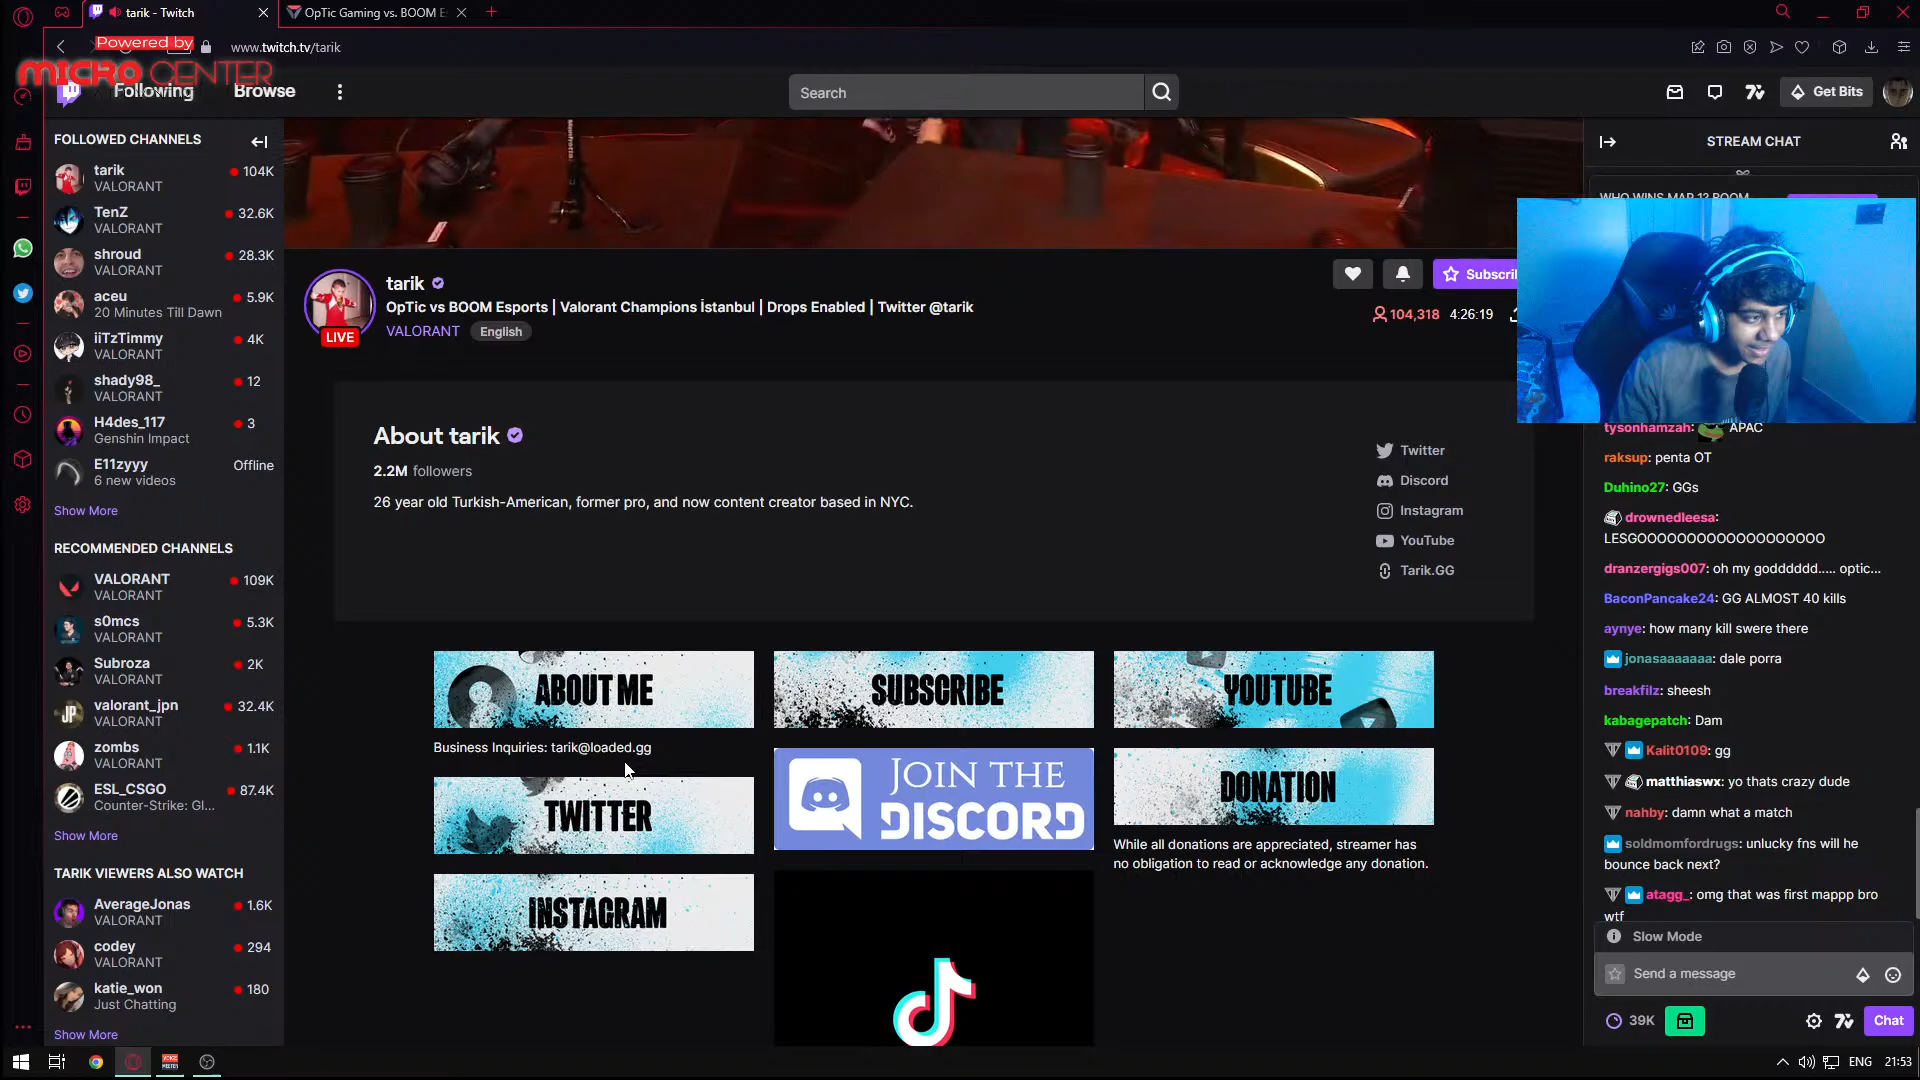 tarik - Twitch
OpTic Gaming vs. BOOM E
www.twitch.tv/tarik
Powered by
MICRO CENTER
Following
Browse
Search
Get Bits
FOLLOWED CHANNELS
tarik
VALORANT
104K
TenZ
VALORANT
32.6K
shroud
VALORANT
28.3K
aceu
20 Minutes Till Dawn
5.9K
iiTzTimmy
VALORANT
4K
shady98_
VALORANT
12
H4des_117
Genshin Impact
3
E11zyyy
6 new videos
Offline
Show More
RECOMMENDED CHANNELS
VALORANT
VALORANT
109K
s0mcs
VALORANT
5.3K
Subroza
VALORANT
2K
valorant_jpn
VALORANT
32.4K
zombs
VALORANT
1.1K
ESL_CSGO
Counter-Strike: Gl...
87.4K
Show More
TARIK VIEWERS ALSO WATCH
AverageJonas
VALORANT
1.6K
codey
VALORANT
294
katie_won
Just Chatting
180
Show More
tarik
OpTic vs BOOM Esports | Valorant Champions İstanbul | Drops Enabled | Twitter @tarik
VALORANT
English
LIVE
Subscri
104,318
4:26:19
About tarik
2.2M followers
26 year old Turkish-American, former pro, and now content creator based in NYC.
Twitter
Discord
Instagram
YouTube
Tarik.GG
ABOUT ME
Business Inquiries: tarik@loaded.gg
TWITTER
INSTAGRAM
SUBSCRIBE
JOIN THE
DISCORD
YOUTUBE
DONATION
While all donations are appreciated, streamer has
no obligation to read or acknowledge any donation.
STREAM CHAT
WHO WINS MAP 1? BOOM
tysonhamzah: APAC
raksup: penta OT
Duhino27: GGs
drownedleesa:
LESGOOOOOOOOOOOOOOOOOOO
dranzergigs007: oh my godddddd..... optic...
BaconPancake24: GG ALMOST 40 kills
aynye: how many kill swere there
jonasaaaaaaa: dale porra
breakfilz: sheesh
kabagepatch: Dam
Kalit0109: gg
matthiaswx: yo thats crazy dude
nahby: damn what a match
soldmomfordrugs: unlucky fns will he
bounce back next?
atagg_: omg that was first mappp bro
wtf
Slow Mode
Send a message
39K
Chat
ENG
21:53